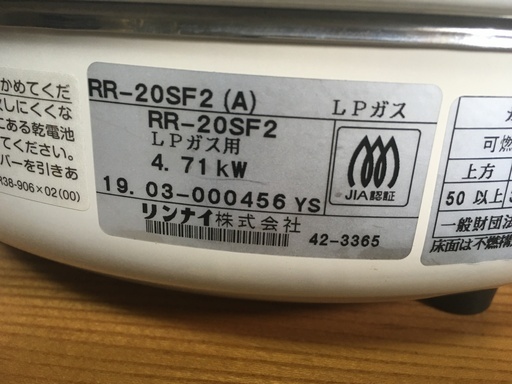 かめてくだ
にくくな
にある乾電池
てください。
バーを引きあ
R38-906×02(00)
RR-20SF2(A)
LPガス
RR-20SF2
LPガス用
4.71kW
19.03-000456 YS
リンナイ株式会社
42-3365
JIA認証
可燃
上方
50以上
一般財団法
床面は不燃